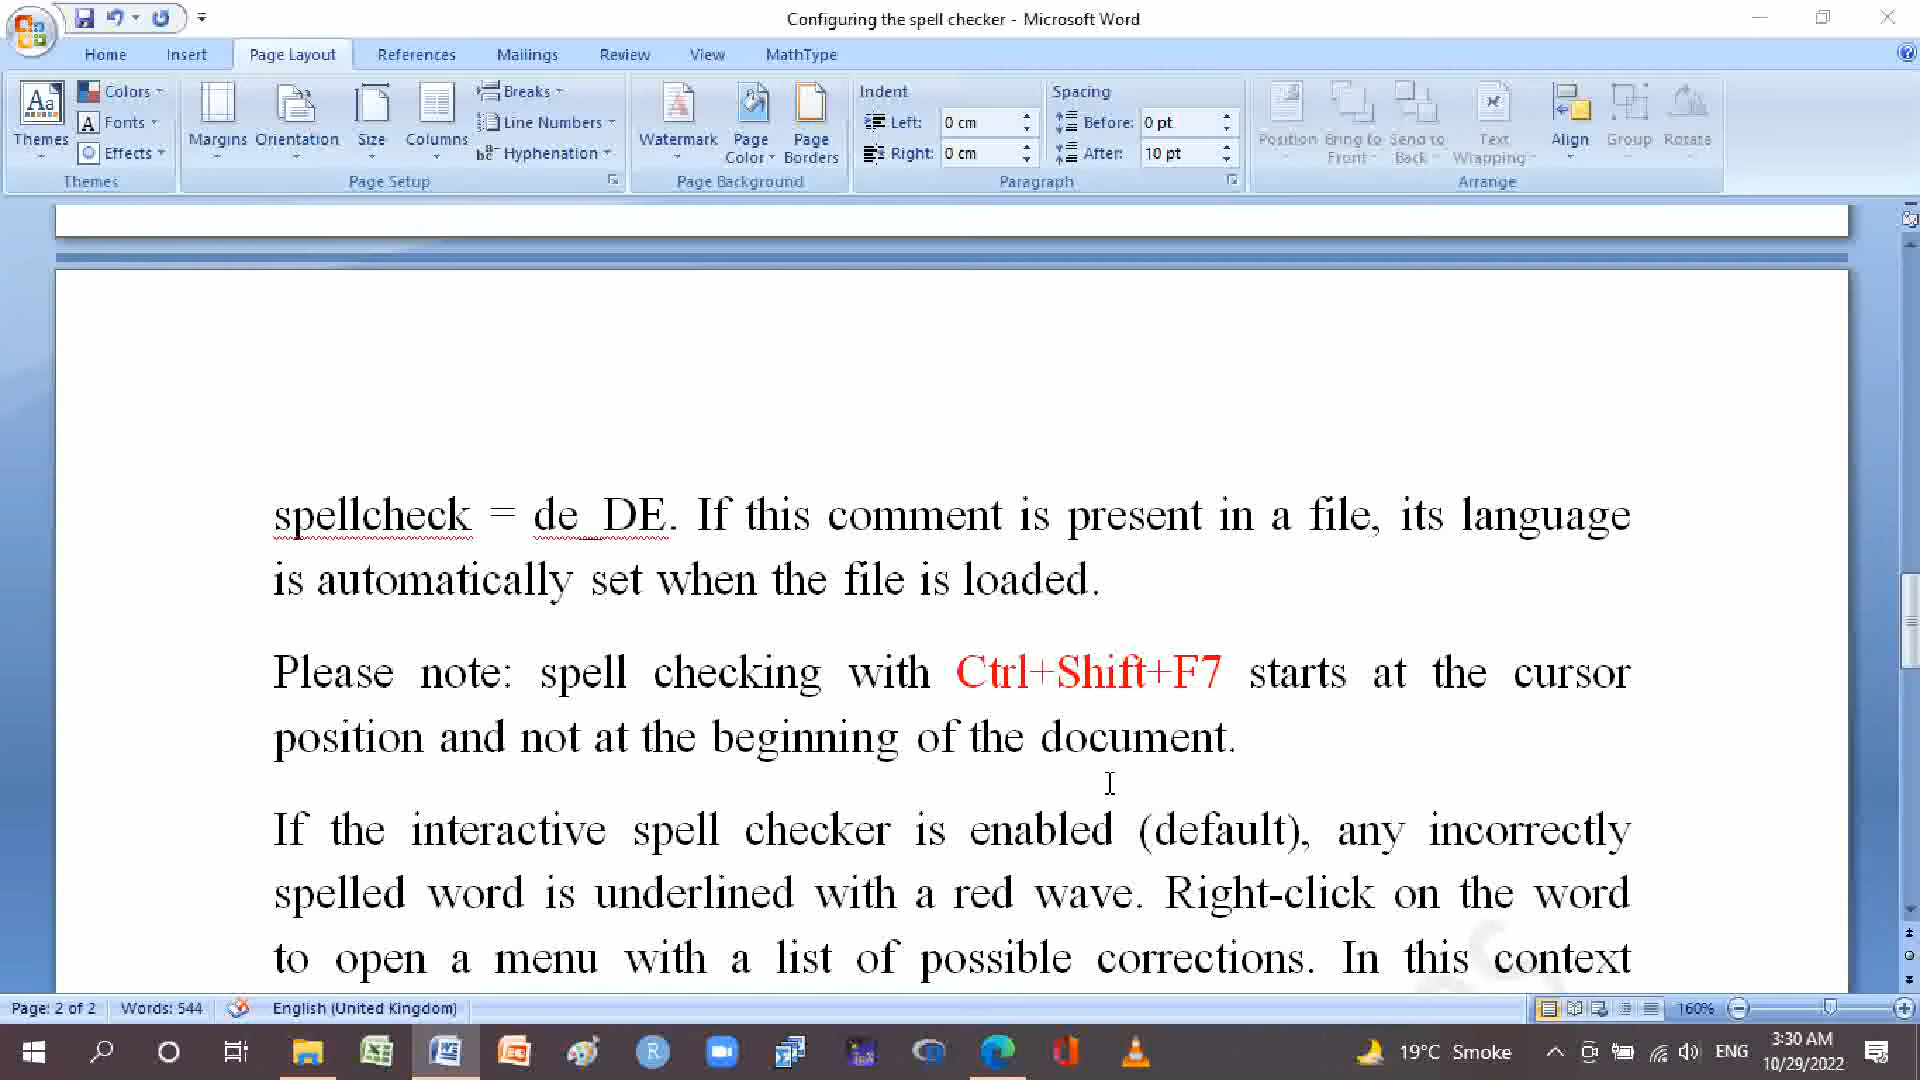 Configuring the spell checker - Microsoft Word
Home Insert Page Layout References Mailings Review View MathType
Aa Colors Breaks Indent Spacing
A Fonts Line Numbers Left: 0 cm Before: 0 pt
Themes Effects Margins Orientation Size Columns Hyphenation Watermark Page Color Page Borders Right: 0 cm After: 10 pt Position Bring to Front Send to Back Text Wrapping Align Group Rotate
Themes Page Setup Page Background Paragraph Arrange
spellcheck = de_DE. If this comment is present in a file, its language
is automatically set when the file is loaded.
Please note: spell checking with Ctrl+Shift+F7 starts at the cursor
position and not at the beginning of the document.
If the interactive spell checker is enabled (default), any incorrectly
spelled word is underlined with a red wave. Right-click on the word
to open a menu with a list of possible corrections. In this context
Page: 2 of 2 Words: 544 English (United Kingdom) 160%
19°C Smoke ENG 3:30 AM
10/29/2022